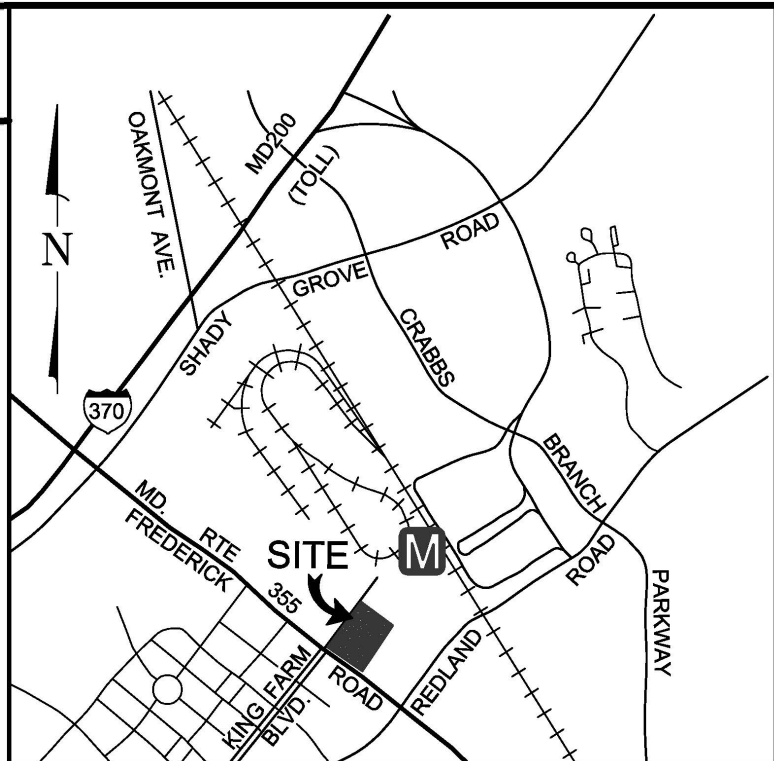 OAKMONT AVE.
MD200
(TOLL)
N
SHADY
GROVE
ROAD
CRABBS
BRANCH
PARKWAY
370
MD.
RTE
355
FREDERICK
ROAD
SITE
M
ROAD
REDLAND
KING FARM
BLVD.